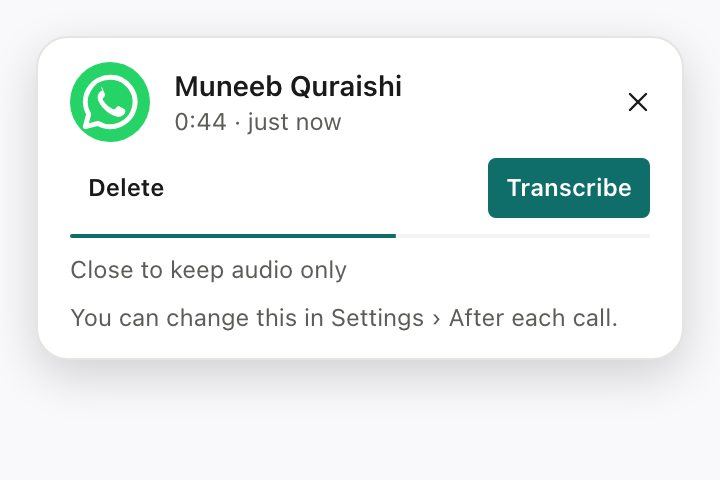 Muneeb Quraishi
0:44 · just now
Delete
Transcribe
Close to keep audio only
You can change this in Settings › After each call.